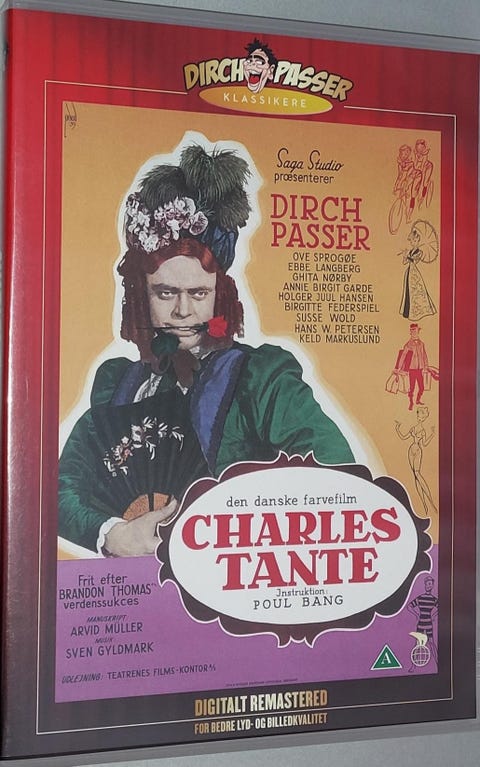 DIRCH PASSER
KLASSIKERE
Saga Studio
præsenterer
DIRCH
PASSER
OVE SPROGØE
EBBE LANGBERG
GHITA NØRBY
ANNIE BIRGIT GARDE
HOLGER JUUL HANSEN
BIRGITTE FEDERSPIEL
SUSSE WOLD
HANS W. PETERSEN
KELD MARKUSLUND
den danske farvefilm
CHARLES
TANTE
Instruktion:
POUL BANG
Frit efter
BRANDON THOMAS'
verdenssukces
MANUSKRIPT:
ARVID MÜLLER
MUSIK:
SVEN GYLDMARK
UDLEJNING: TEATRENES FILMS-KONTOR A/S
A
DIGITALT REMASTERED
FOR BEDRE LYD- OG BILLEDKVALITET